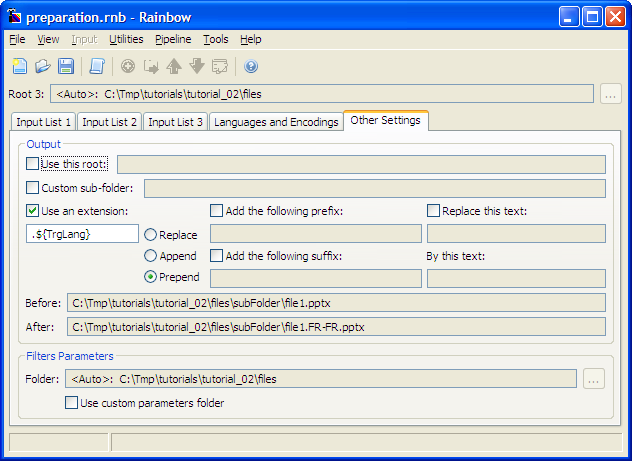 preparation.rnb - Rainbow
File View Input Utilities Pipeline Tools Help
Root 3: <Auto>: C:\Tmp\tutorials\tutorial_02\files ...
Input List 1 Input List 2 Input List 3 Languages and Encodings Other Settings
Output
Use this root:
Custom sub-folder:
Use an extension: Add the following prefix: Replace this text:
.${TrgLang} Replace
Append Add the following suffix: By this text:
Prepend
Before: C:\Tmp\tutorials\tutorial_02\files\subFolder\file1.pptx
After: C:\Tmp\tutorials\tutorial_02\files\subFolder\file1.FR-FR.pptx
Filters Parameters
Folder: <Auto>: C:\Tmp\tutorials\tutorial_02\files ...
Use custom parameters folder